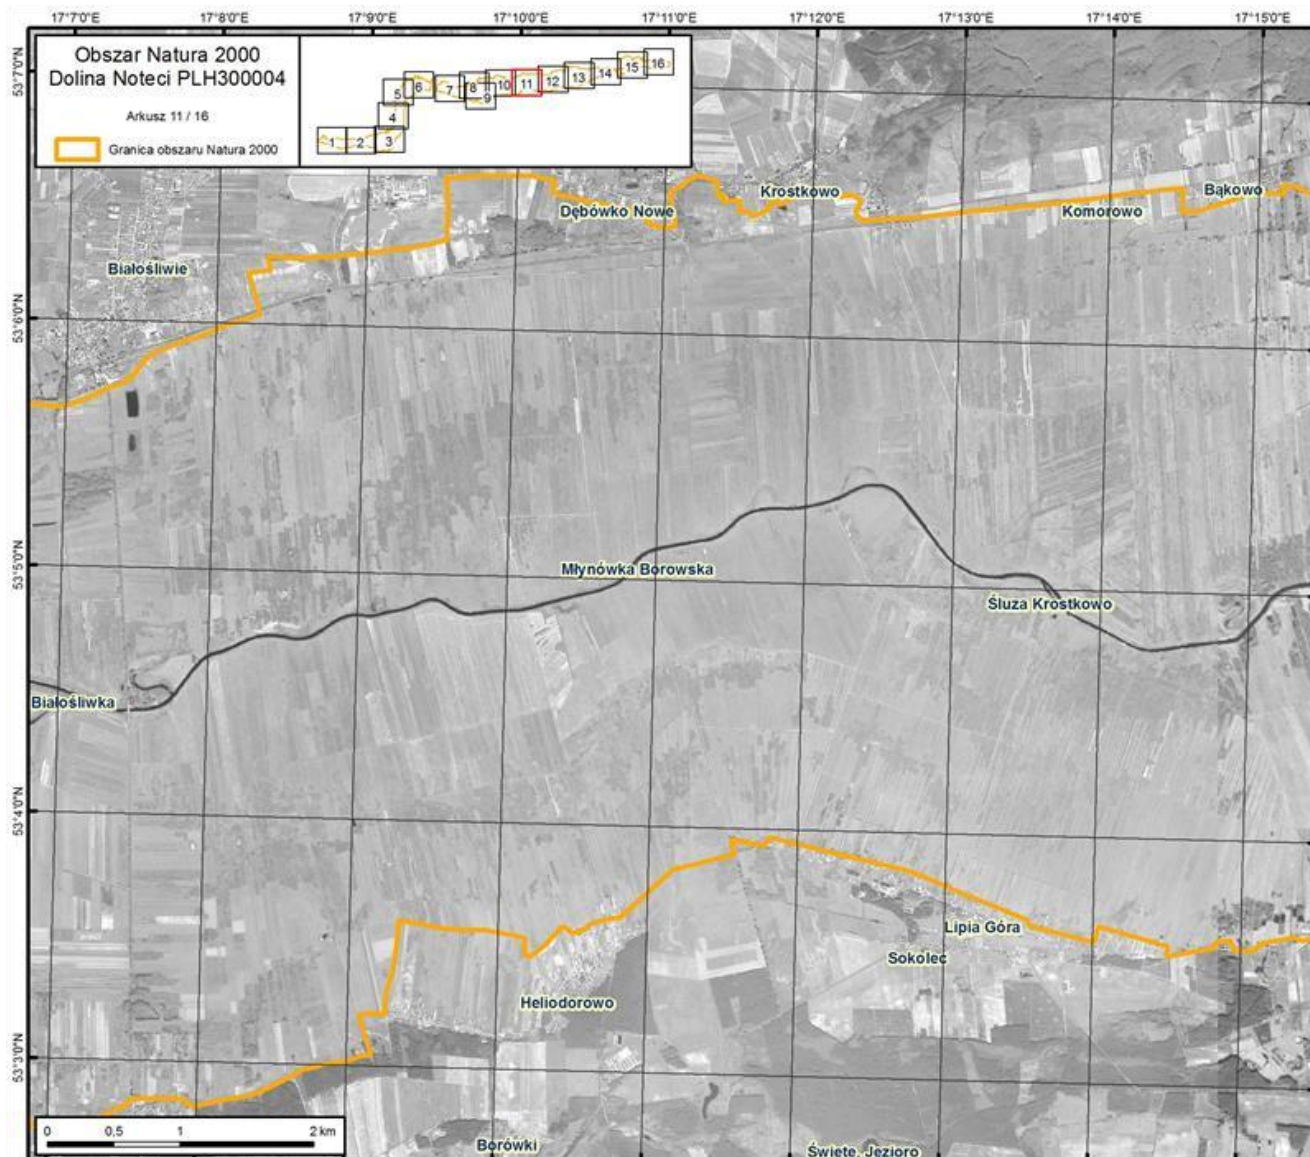 17°7'0"E 17°8'0"E 17°9'0"E 17°10'0"E 17°11'0"E 17°12'0"E 17°13'0"E 17°14'0"E 17°15'0"E
Obszar Natura 2000
Dolina Noteci PLH300004
Arkusz 11 / 16
Granica obszaru Natura 2000
1 2 3 4 5 6 7 8 9 10 11 12 13 14 15 16
53°7'0"N
Krostkowo
Bąkowo
Dębówko Nowe
Komorowo
Białośliwie
53°6'0"N
53°5'0"N
Młynówka Borowska
Śluza Krostkowo
Białośliwka
53°4'0"N
Lipia Góra
Sokolec
Heliodorowo
53°3'0"N
0 0,5 1 2 km
Borówki
Święte, Jezioro